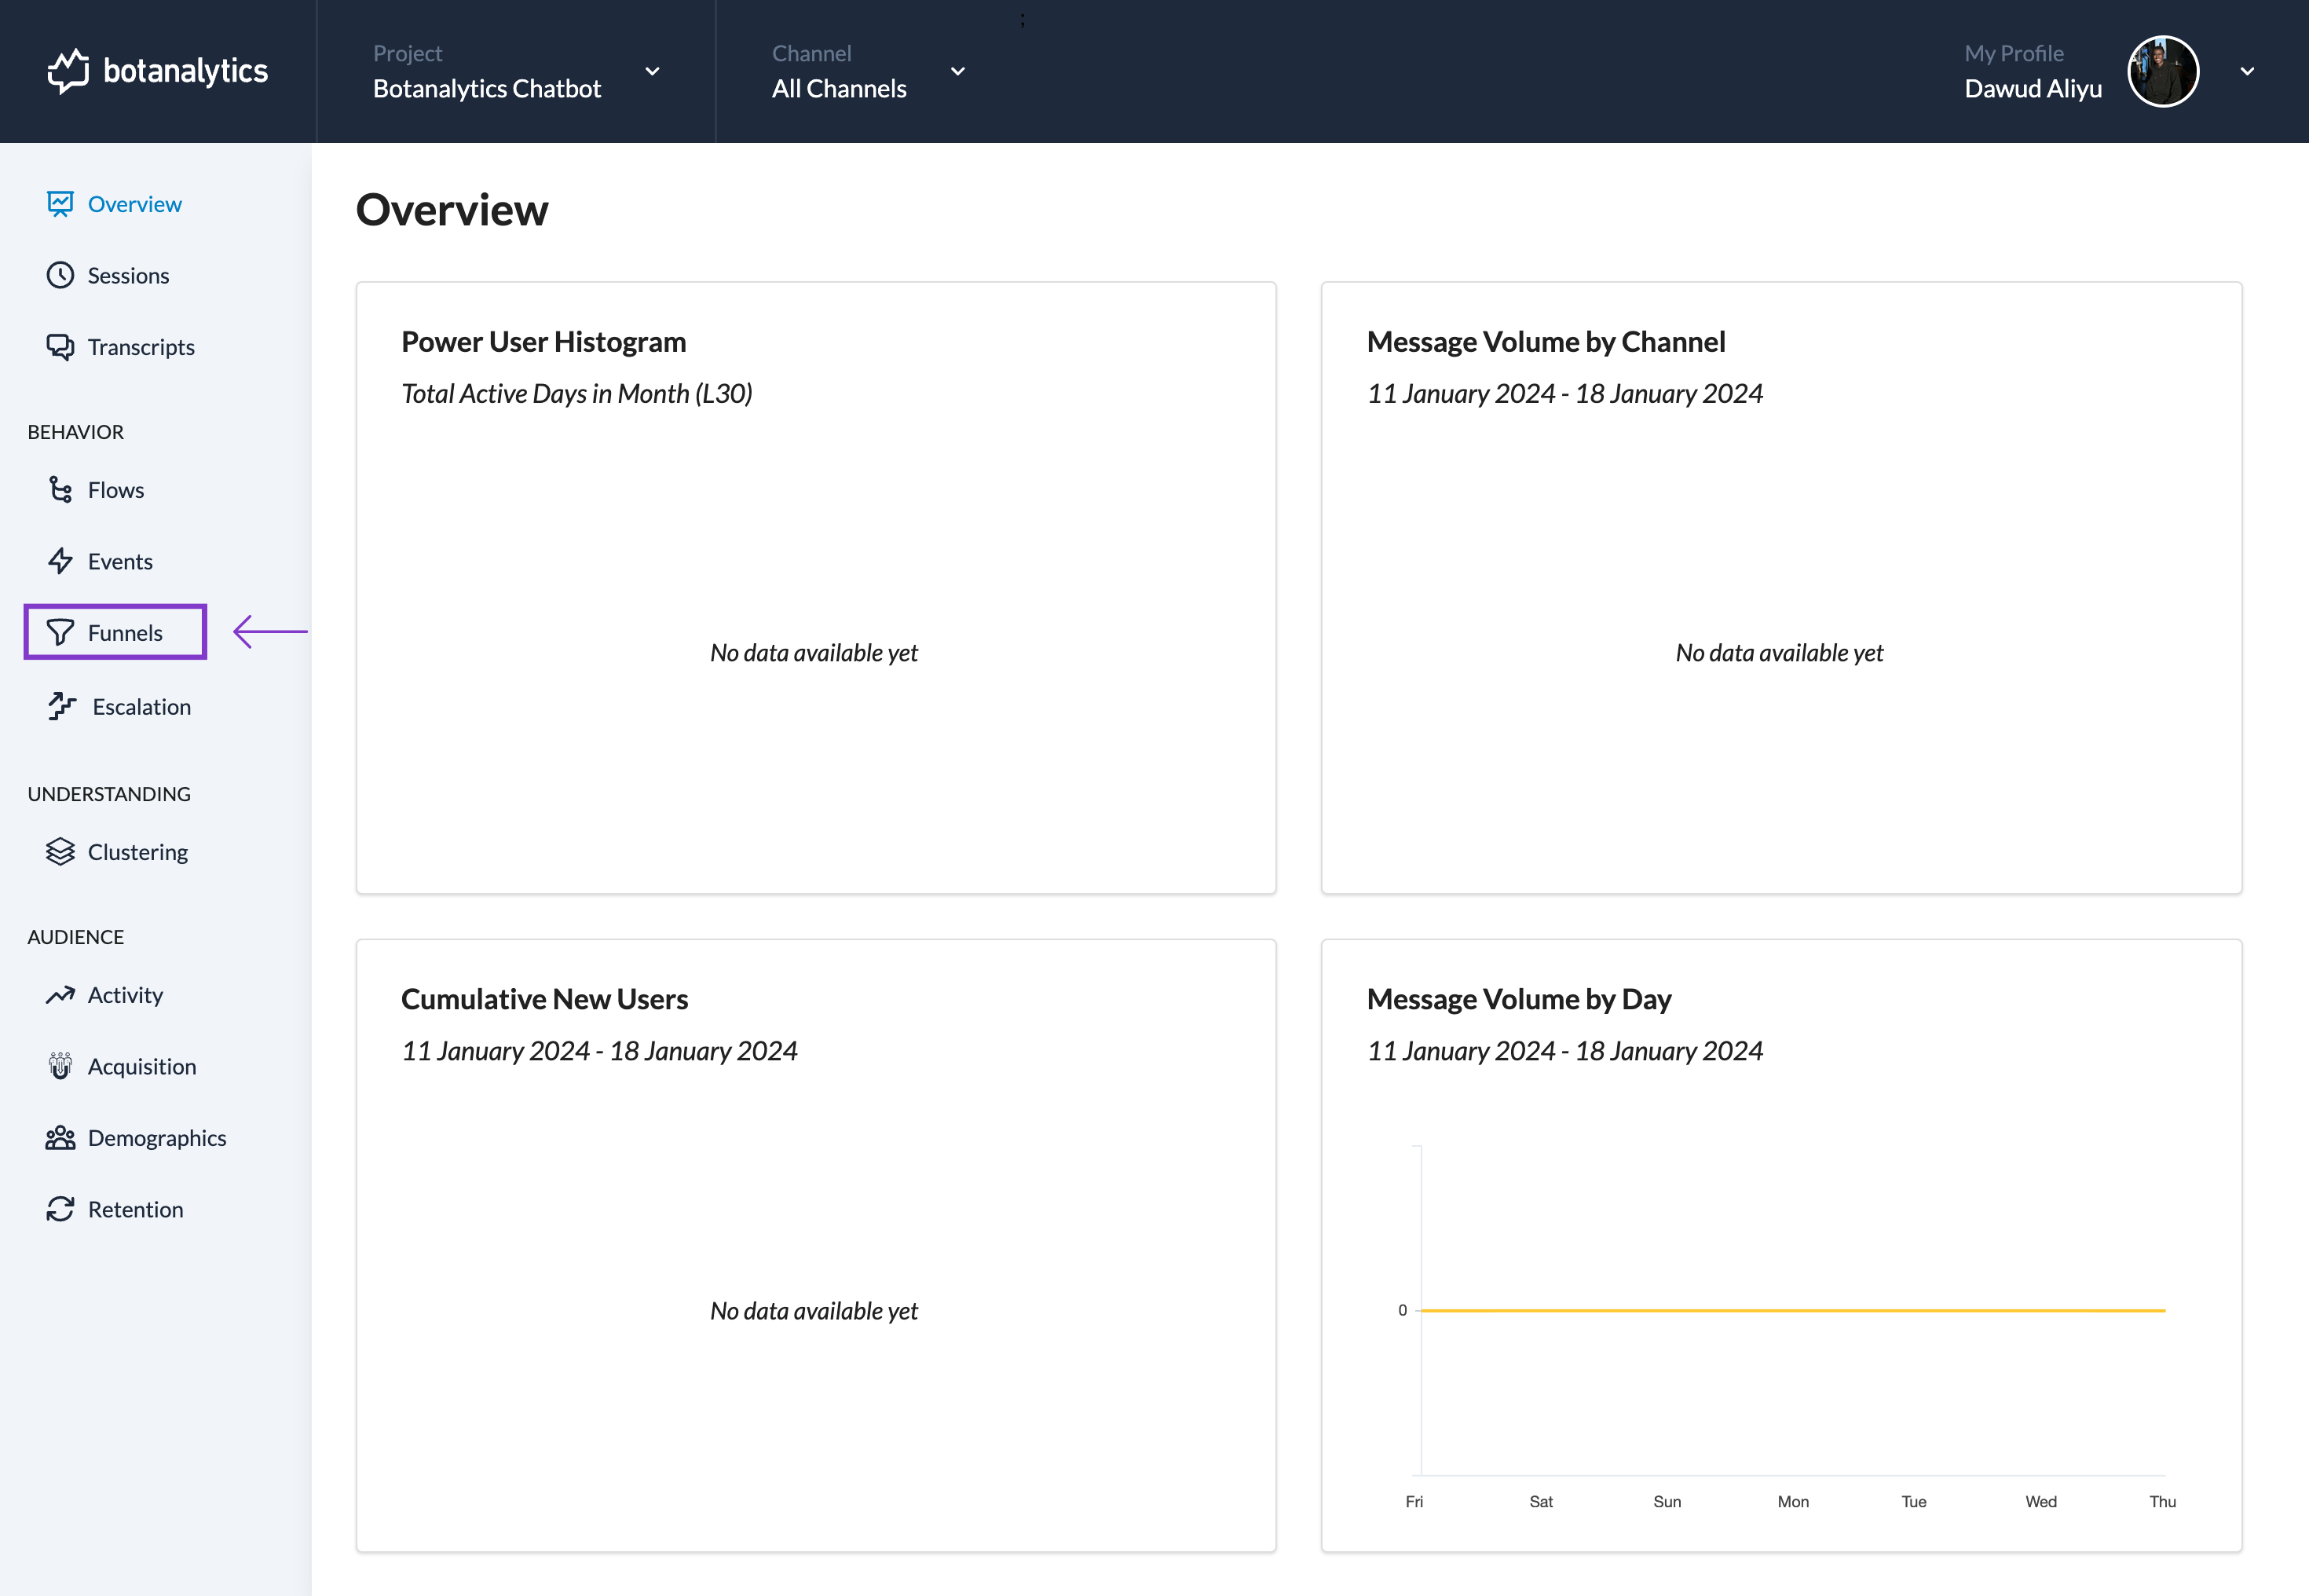 ;
botanalytics
Project
Botanalytics Chatbot
Channel
All Channels
My Profile
Dawud Aliyu
Overview
Sessions
Transcripts
BEHAVIOR
Flows
Events
Funnels
Escalation
UNDERSTANDING
Clustering
AUDIENCE
Activity
Acquisition
Demographics
Retention
Overview
Power User Histogram
Total Active Days in Month (L30)
No data available yet
Message Volume by Channel
11 January 2024 - 18 January 2024
No data available yet
Cumulative New Users
11 January 2024 - 18 January 2024
No data available yet
Message Volume by Day
11 January 2024 - 18 January 2024
0
Fri Sat Sun Mon Tue Wed Thu